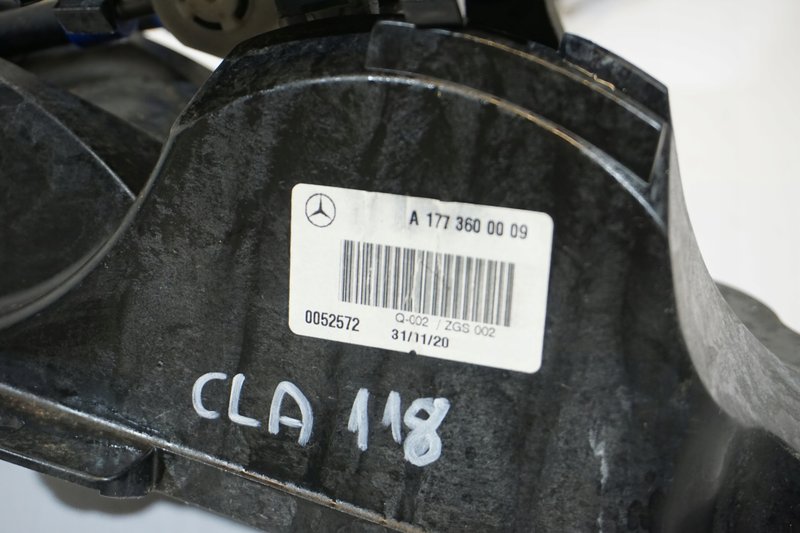 A 177 360 00 09
Q-002 / ZGS 002
0052572
31/11/20
CLA 118